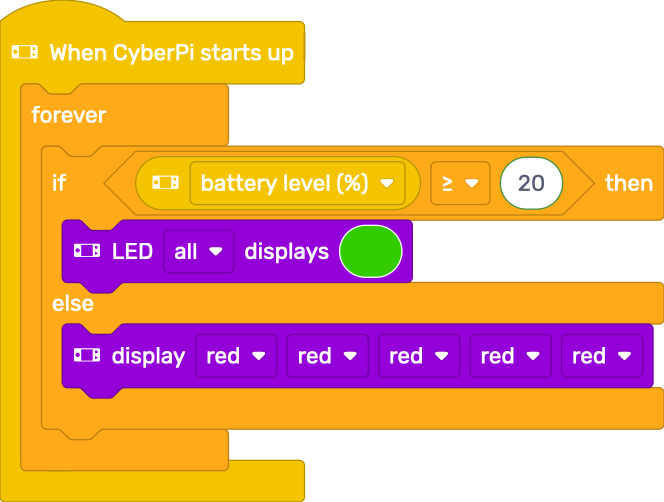 When CyberPi starts up
forever
if battery level (%) ≥ 20 then
LED all displays
else
display red red red red red